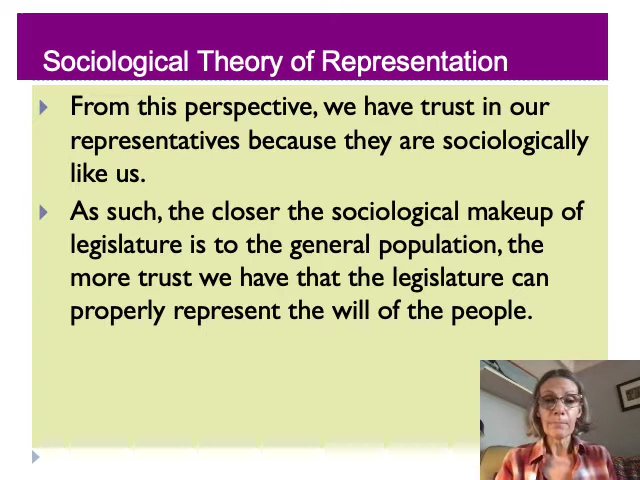 Sociological Theory of Representation
From this perspective, we have trust in our
representatives because they are sociologically
like us.
As such, the closer the sociological makeup of
legislature is to the general population, the
more trust we have that the legislature can
properly represent the will of the people.